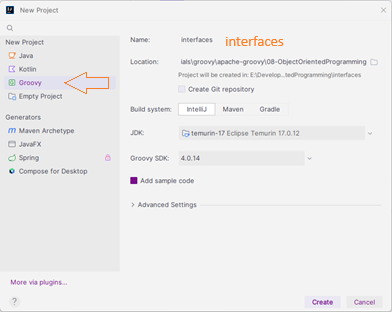 New Project
New Project
Java
Kotlin
Groovy
Empty Project
Generators
Maven Archetype
JavaFX
Spring
Compose for Desktop
More via plugins...
?
Name: interfaces
interfaces
Location: ials\groovy\apache-groovy\08-ObjectOrientedProgramming
Project will be created in: E:\Develop...tedProgramming\interfaces
Create Git repository
Build system: IntelliJ Maven Gradle
JDK: temurin-17 Eclipse Temurin 17.0.12
Groovy SDK: 4.0.14
Add sample code
Advanced Settings
Create Cancel